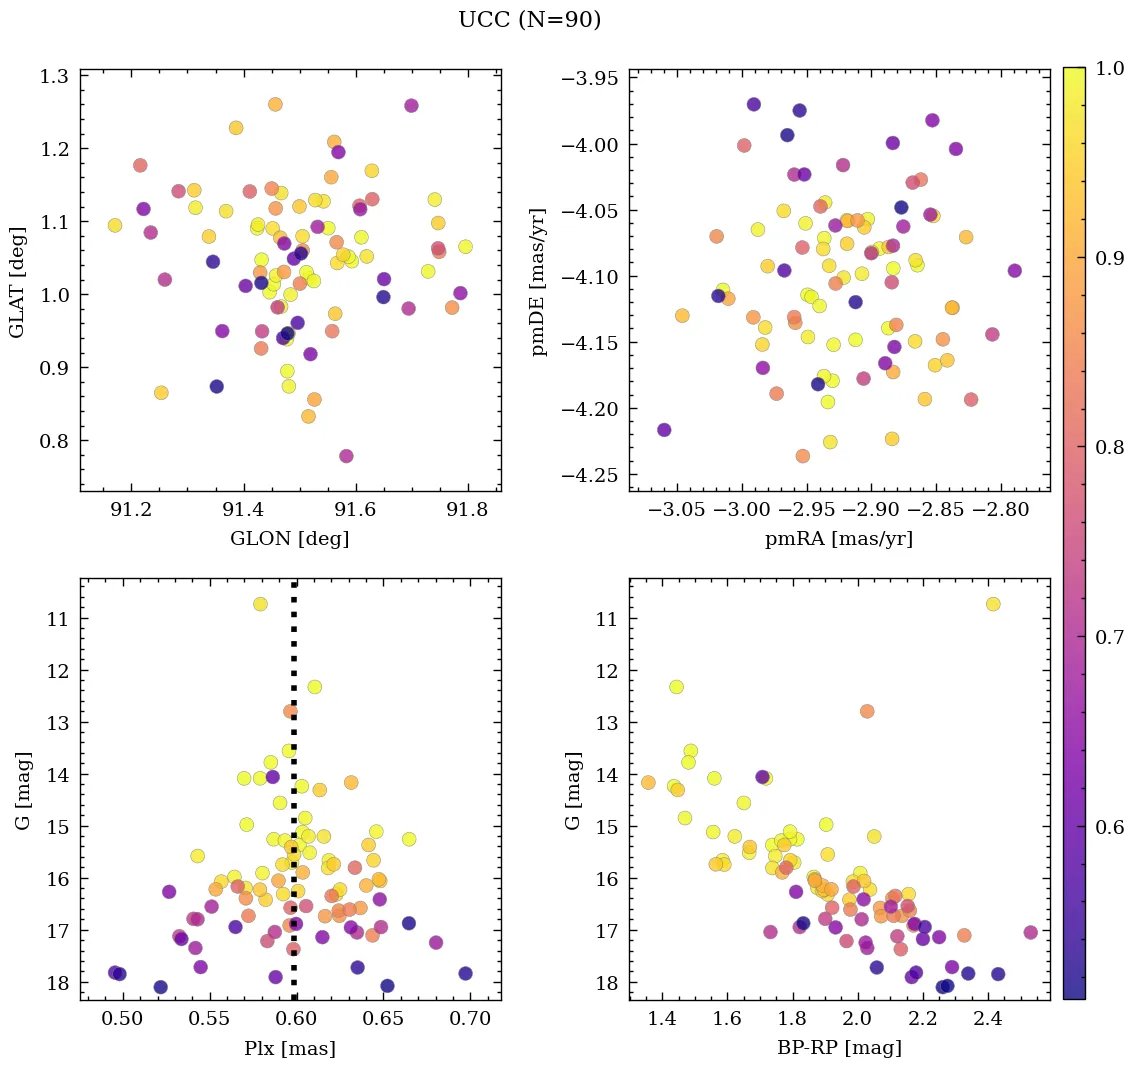 UCC (N=90)
1.3
1.2
1.1
1.0
0.9
0.8
GLAT [deg]
91.2 91.4 91.6 91.8
GLON [deg]
−3.95
−4.00
−4.05
−4.10
−4.15
−4.20
−4.25
pmDE [mas/yr]
−3.05 −3.00 −2.95 −2.90 −2.85 −2.80
pmRA [mas/yr]
11
12
13
14
15
16
17
18
G [mag]
0.50 0.55 0.60 0.65 0.70
Plx [mas]
11
12
13
14
15
16
17
18
G [mag]
1.4 1.6 1.8 2.0 2.2 2.4
BP-RP [mag]
1.0
0.9
0.8
0.7
0.6